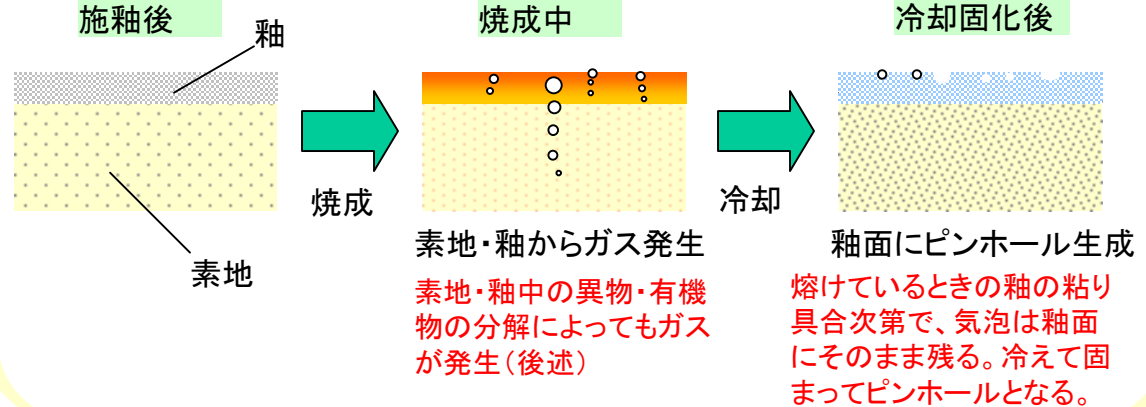 施釉後
釉
素地
焼成
焼成中
素地・釉からガス発生
素地・釉中の異物・有機
物の分解によってもガス
が発生(後述)
冷却
冷却固化後
釉面にピンホール生成
熔けているときの釉の粘り
具合次第で、気泡は釉面
にそのまま残る。冷えて固
まってピンホールとなる。